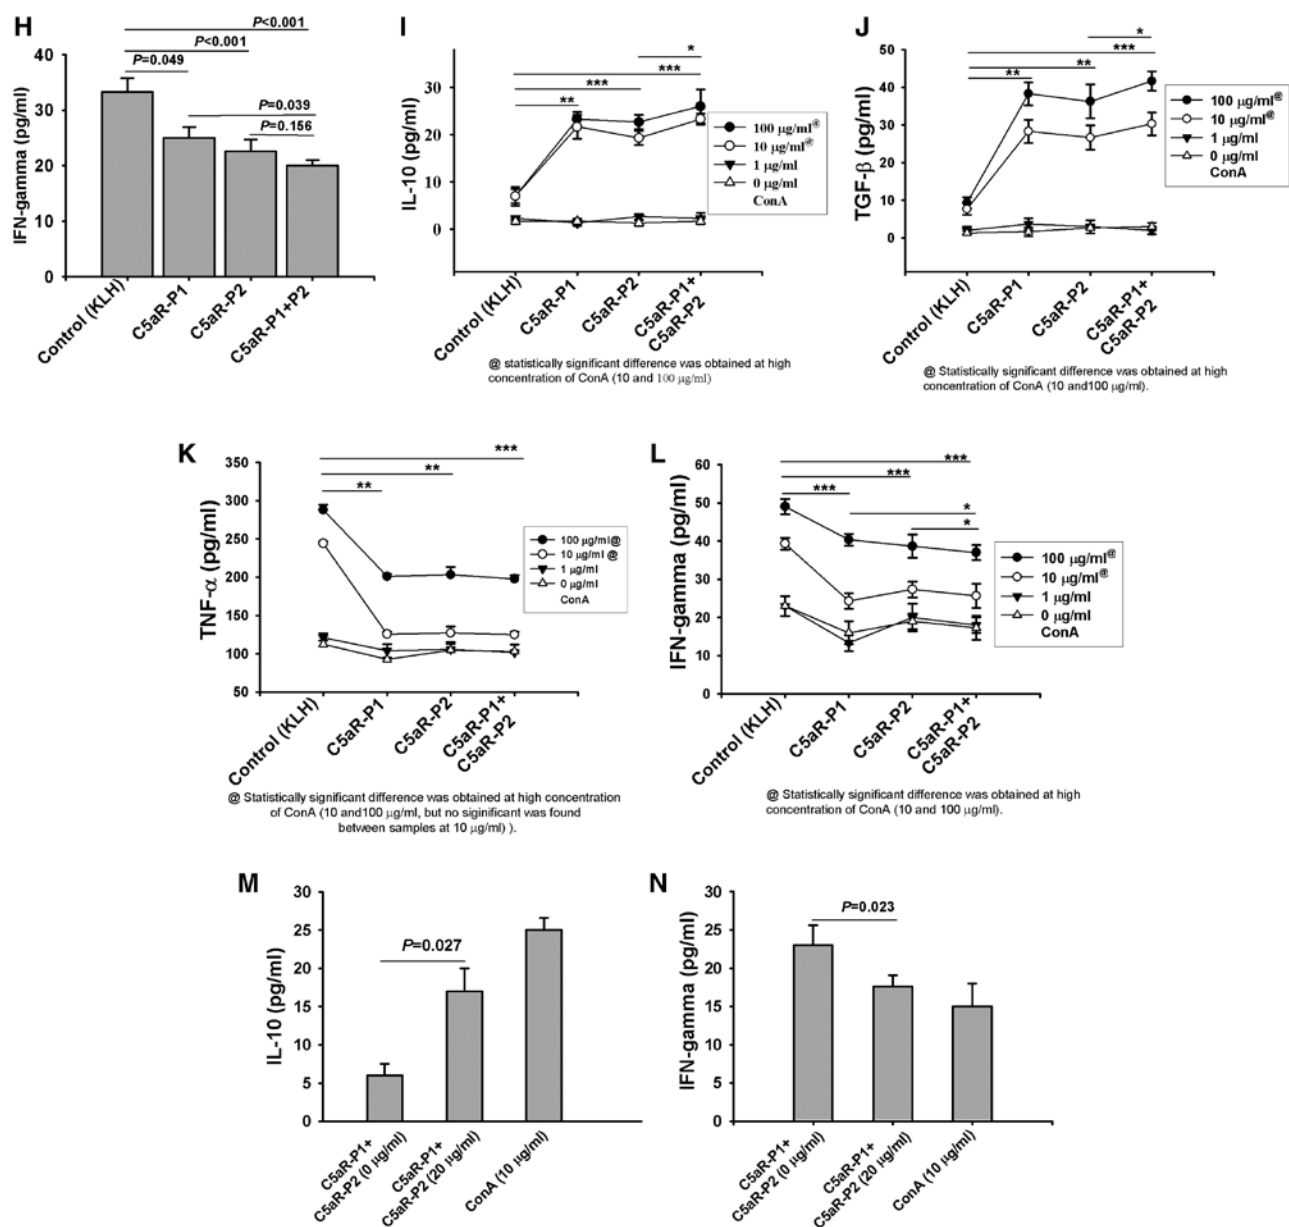 H
P<0.001
P<0.001
P=0.049
P=0.039
P=0.156
IFN-gamma (pg/ml)
40
30
20
10
0
Control (KLH)
C5aR-P1
C5aR-P2
C5aR-P1+P2
I
*
***
***
**
IL-10 (pg/ml)
30
20
10
0
100 µg/ml@
10 µg/ml@
1 µg/ml
0 µg/ml
ConA
Control (KLH)
C5aR-P1
C5aR-P2
C5aR-P1+
C5aR-P2
@ statistically significant difference was obtained at high
concentration of ConA (10 and 100 µg/ml)
J
*
***
**
**
TGF-β (pg/ml)
50
40
30
20
10
0
100 µg/ml@
10 µg/ml@
1 µg/ml
0 µg/ml
ConA
Control (KLH)
C5aR-P1
C5aR-P2
C5aR-P1+
C5aR-P2
@ Statistically significant difference was obtained at high
concentration of ConA (10 and100 µg/ml).
K
***
**
**
TNF-α (pg/ml)
350
300
250
200
150
100
50
100 µg/ml@
10 µg/ml @
1 µg/ml
0 µg/ml
ConA
Control (KLH)
C5aR-P1
C5aR-P2
C5aR-P1+
C5aR-P2
@ Statistically significant difference was obtained at high concentration
of ConA (10 and100 µg/ml, but no siginificant was found
between samples at 10 µg/ml) ).
L
***
***
***
*
*
IFN-gamma (pg/ml)
60
50
40
30
20
10
0
100 µg/ml@
10 µg/ml@
1 µg/ml
0 µg/ml
ConA
Control (KLH)
C5aR-P1
C5aR-P2
C5aR-P1+
C5aR-P2
@ Statistically significant difference was obtained at high
concentration of ConA (10 and 100 µg/ml).
M
P=0.027
IL-10 (pg/ml)
30
25
20
15
10
5
0
C5aR-P1+
C5aR-P2 (0 µg/ml)
C5aR-P1+
C5aR-P2 (20 µg/ml)
ConA (10 µg/ml)
N
P=0.023
IFN-gamma (pg/ml)
30
25
20
15
10
5
0
C5aR-P1+
C5aR-P2 (0 µg/ml)
C5aR-P1+
C5aR-P2 (20 µg/ml)
ConA (10 µg/ml)